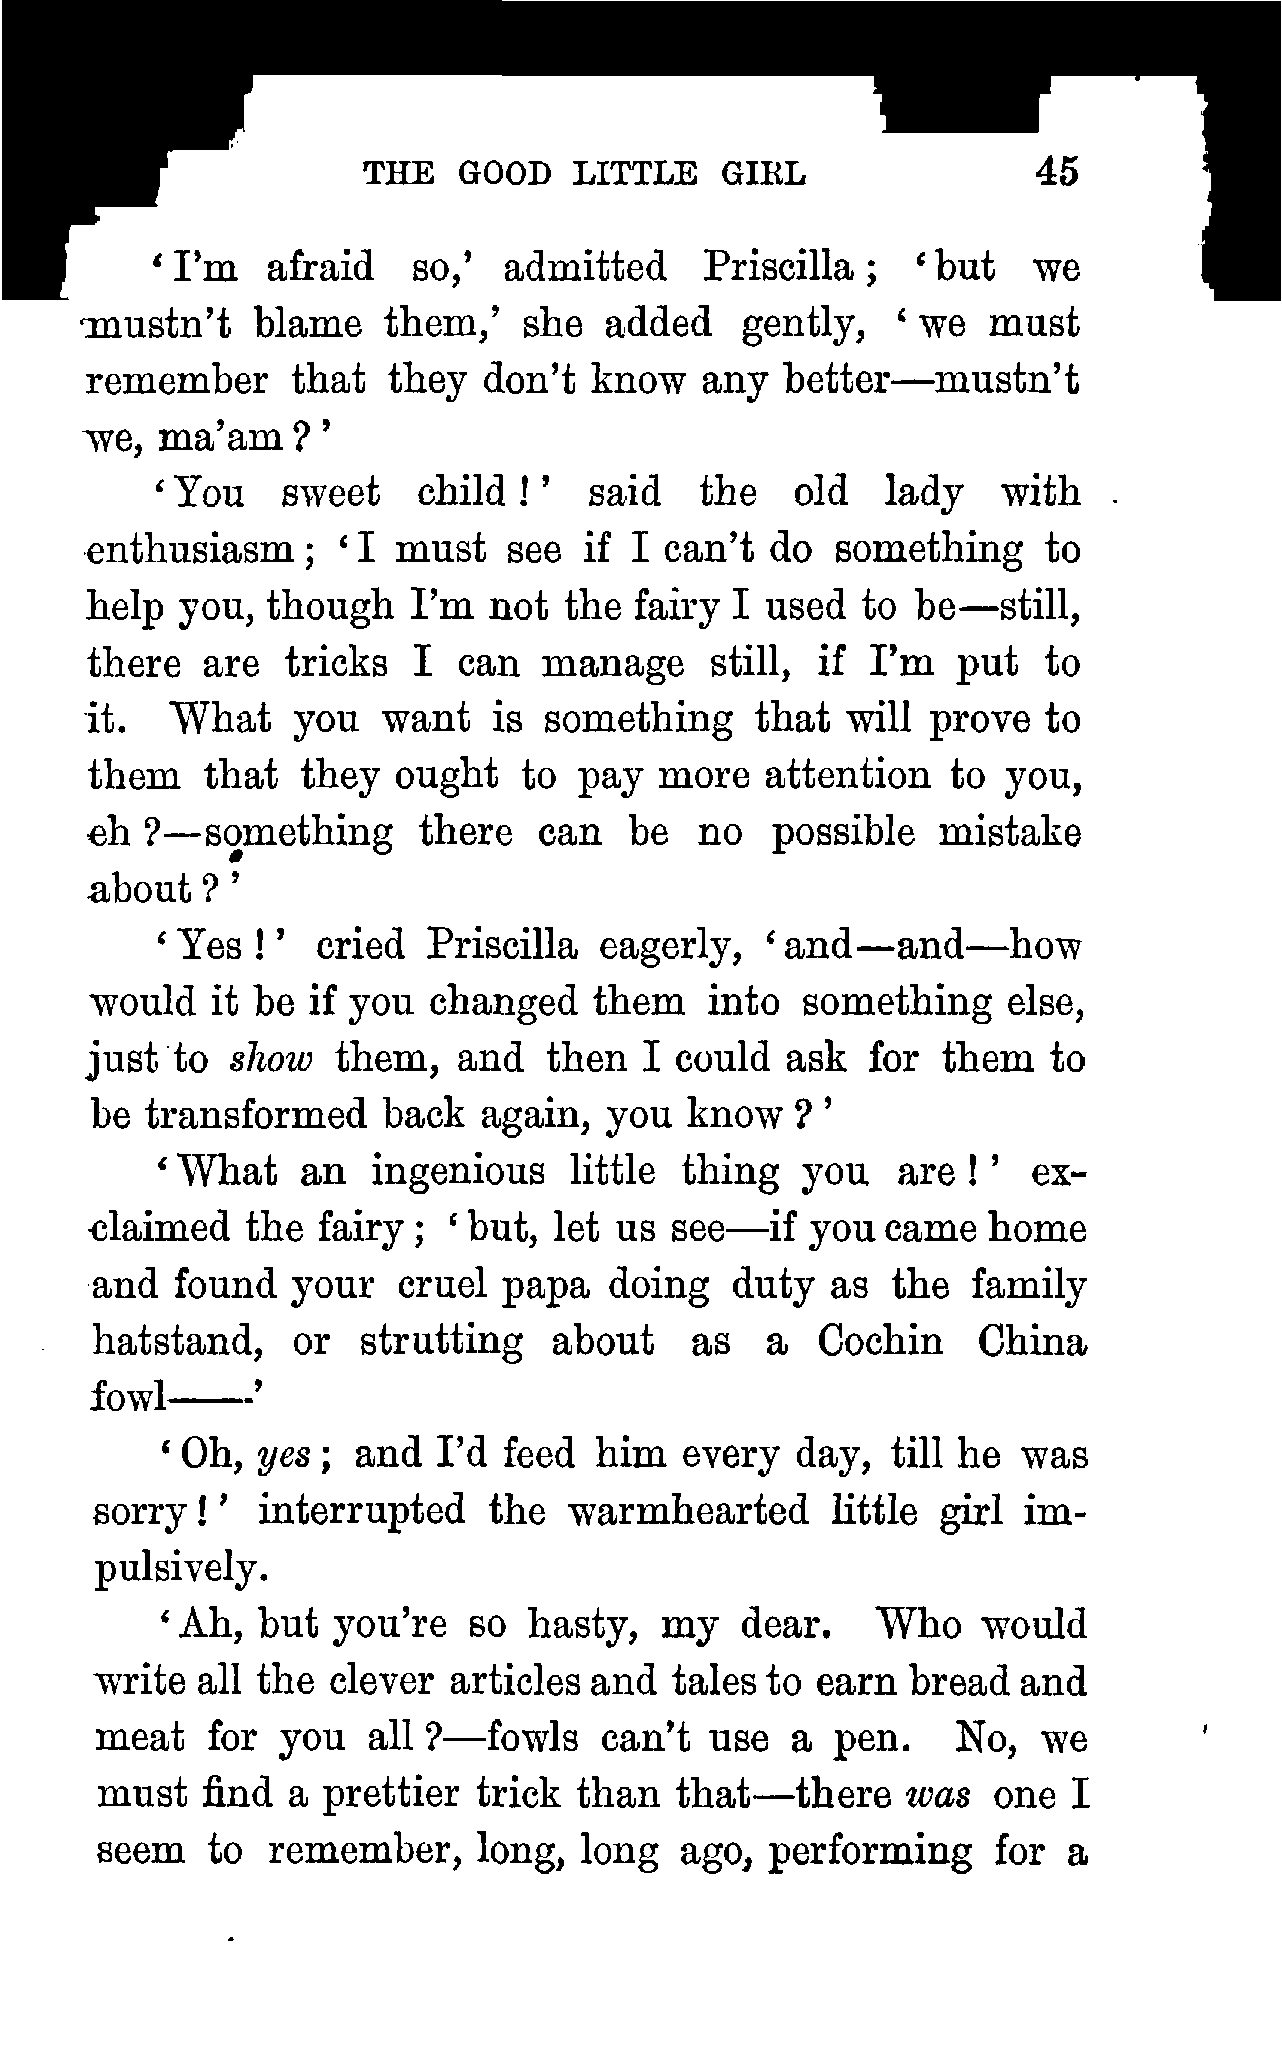 THE GOOD LITTLE GIRL 45
‘I’m afraid so,’ admitted Priscilla; ‘but we
mustn’t blame them,’ she added gently, ‘we must
remember that they don’t know any better—mustn’t
we, ma’am?’
‘You sweet child!’ said the old lady with
enthusiasm; ‘I must see if I can’t do something to
help you, though I’m not the fairy I used to be—still,
there are tricks I can manage still, if I’m put to
it. What you want is something that will prove to
them that they ought to pay more attention to you,
eh?—something there can be no possible mistake
about?’
‘Yes!’ cried Priscilla eagerly, ‘and—and—how
would it be if you changed them into something else,
just to show them, and then I could ask for them to
be transformed back again, you know?’
‘What an ingenious little thing you are!’ ex-
claimed the fairy; ‘but, let us see—if you came home
and found your cruel papa doing duty as the family
hatstand, or strutting about as a Cochin China
fowl——’
‘Oh, yes; and I’d feed him every day, till he was
sorry!’ interrupted the warmhearted little girl im-
pulsively.
‘Ah, but you’re so hasty, my dear. Who would
write all the clever articles and tales to earn bread and
meat for you all?—fowls can’t use a pen. No, we
must find a prettier trick than that—there was one I
seem to remember, long, long ago, performing for a